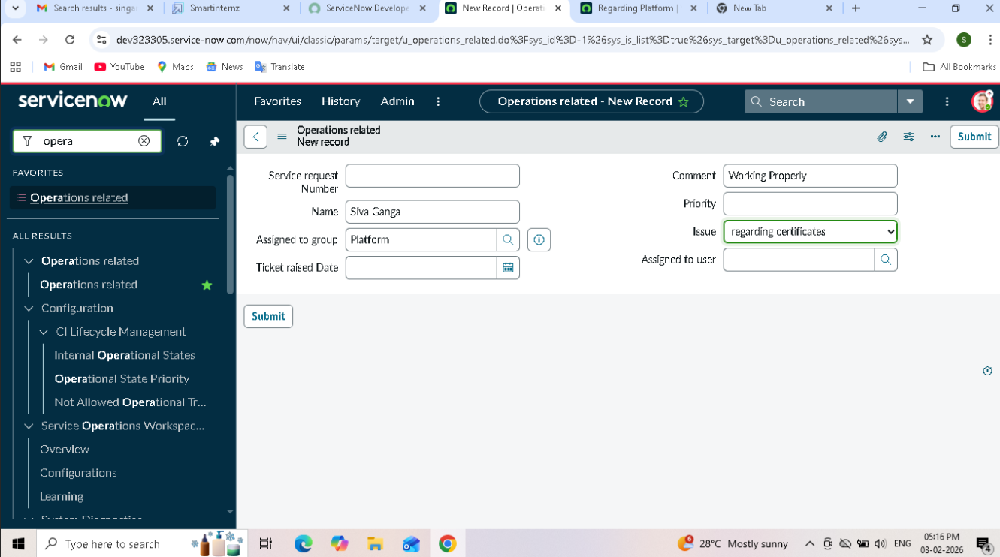 Search results - singa
Smartinternz
ServiceNow Develope
New Record | Operati
Regarding Platform |
New Tab
dev323305.service-now.com/now/nav/ui/classic/params/target/u_operations_related.do%3Fsys_id%3D-1%26sys_is_list%3Dtrue%26sys_target%3Du_operations_related%26sys...
S
Gmail
YouTube
Maps
News
Translate
All Bookmarks
servicenow
All
Favorites
History
Admin
Operations related - New Record
Search
opera
FAVORITES
Operations related
ALL RESULTS
Operations related
Operations related
Configuration
CI Lifecycle Management
Internal Operational States
Operational State Priority
Not Allowed Operational Tr...
Service Operations Workspac...
Overview
Configurations
Learning
System Diagnostics
Operations related
New record
Submit
Service request Number
Name Siva Ganga
Assigned to group Platform
Ticket raised Date
Comment Working Properly
Priority
Issue regarding certificates
Assigned to user
Submit
Type here to search
6
28°C Mostly sunny
ENG
05:16 PM
03-02-2026
4